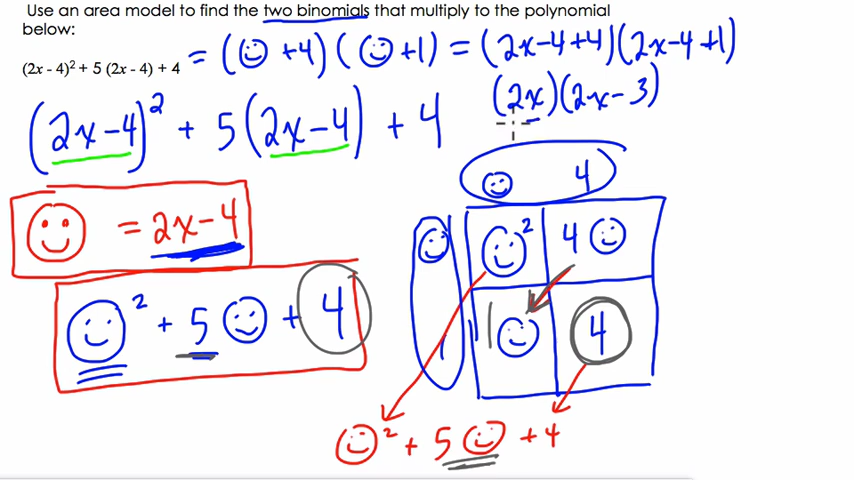 Use an area model to find the two binomials that multiply to the polynomial
below:
= (☺ +4) (☺ +1) = (2x-4+4)(2x-4+1)
(2x - 4)² + 5 (2x - 4) + 4
(2x)(2x-3)
(2x-4)² + 5(2x-4) + 4
☺ 4
☺ = 2x-4
☺ ☺² 4☺
☺² + 5☺ + 4
1 1☺ 4
☺² + 5☺ +4